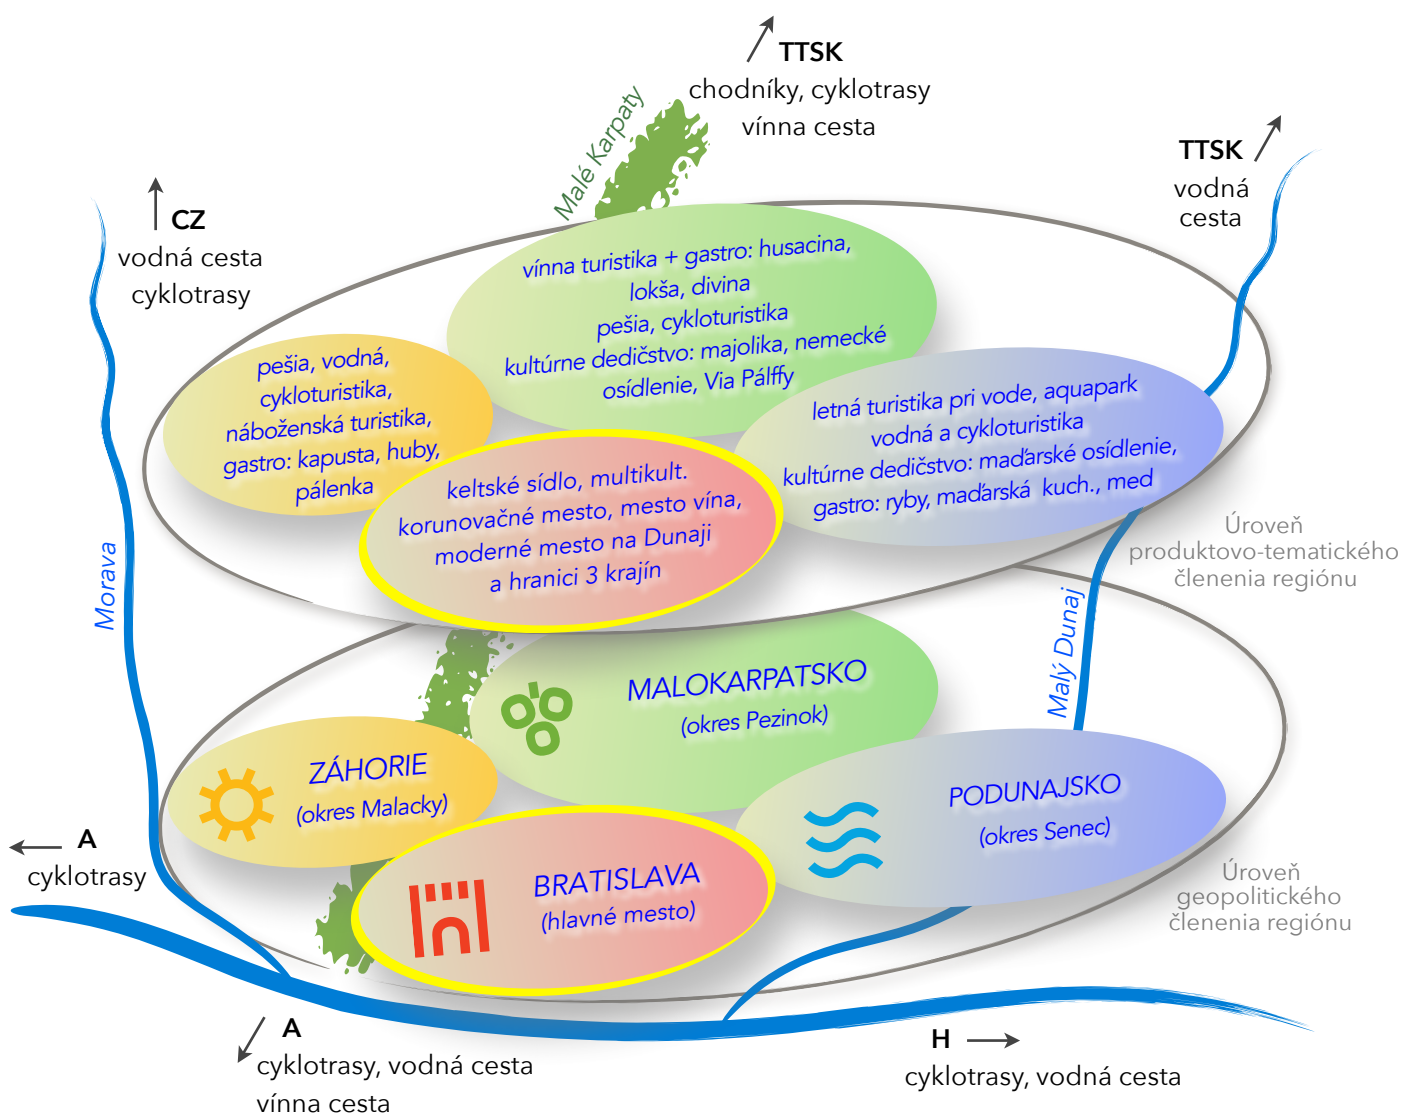 TTSK
chodníky, cyklotrasy
vínna cesta
Malé Karpaty
TTSK
vodná
cesta
CZ
vodná cesta
cyklotrasy
vínna turistika + gastro: husacina,
lokša, divina
pešia, cykloturistika
kultúrne dedičstvo: majolika, nemecké
osídlenie, Via Pálffy
pešia, vodná,
cykloturistika,
náboženská turistika,
gastro: kapusta, huby,
pálenka
letná turistika pri vode, aquapark
vodná a cykloturistika
kultúrne dedičstvo: maďarské osídlenie,
gastro: ryby, maďarská kuch., med
keltské sídlo, multikult.
korunovačné mesto, mesto vína,
moderné mesto na Dunaji
a hranici 3 krajín
Úroveň
produktovo-tematického
členenia regiónu
Morava
Malý Dunaj
MALOKARPATSKO
(okres Pezinok)
ZÁHORIE
(okres Malacky)
PODUNAJSKO
(okres Senec)
BRATISLAVA
(hlavné mesto)
Úroveň
geopolitického
členenia regiónu
A
cyklotrasy
A
cyklotrasy, vodná cesta
vínna cesta
H
cyklotrasy, vodná cesta